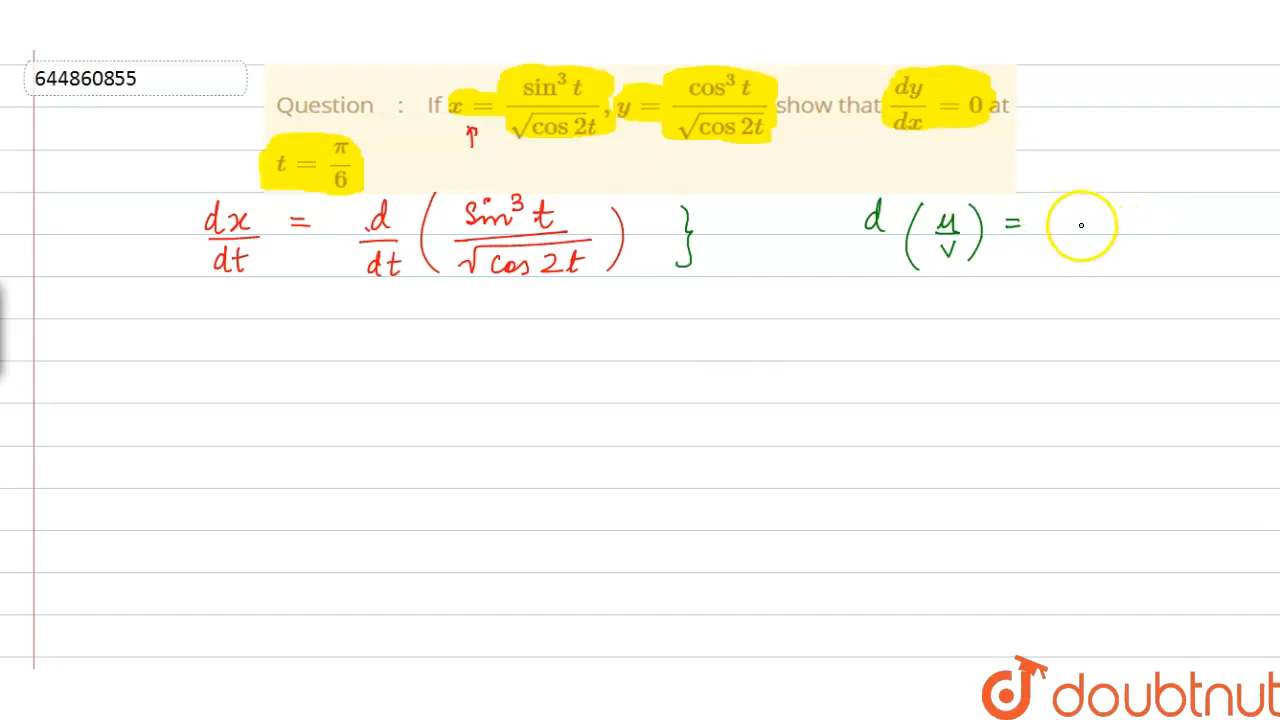 644860855
Question : If x = sin³ t / √cos 2t, y = cos³ t / √cos 2t show that dy/dx = 0 at
t = π/6
dx/dt = d/dt ( sin³ t / √cos 2t ) } d ( u/v ) =
doubtnut